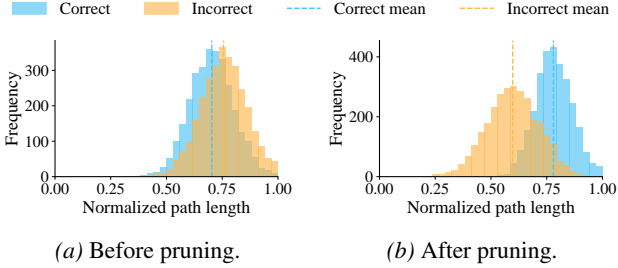 Correct Incorrect Correct mean Incorrect mean
300
200
100
0
Frequency
0.00 0.25 0.50 0.75 1.00
Normalized path length
(a) Before pruning.
400
200
0
Frequency
0.00 0.25 0.50 0.75 1.00
Normalized path length
(b) After pruning.